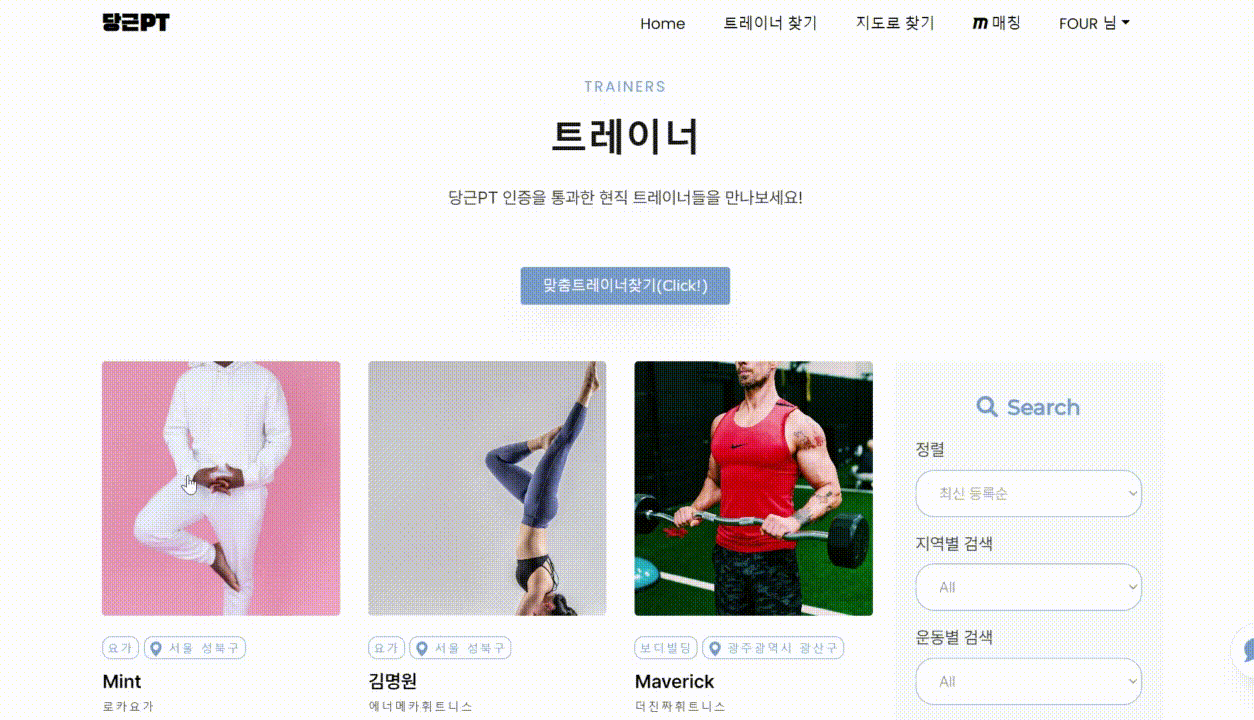 당근PT Home 트레이너 찾기 지도로 찾기 m 매칭 FOUR 님
TRAINERS
트레이너
당근PT 인증을 통과한 현직 트레이너들을 만나보세요!
맞춤트레이너찾기(Click!)
요가 서울 성북구
Mint
로카요가
요가 서울 성북구
김명원
에너메카휘트니스
보디빌딩 광주광역시 광산구
Maverick
더진짜휘트니스
Search
정렬
최신 등록순
지역별 검색
All
운동별 검색
All